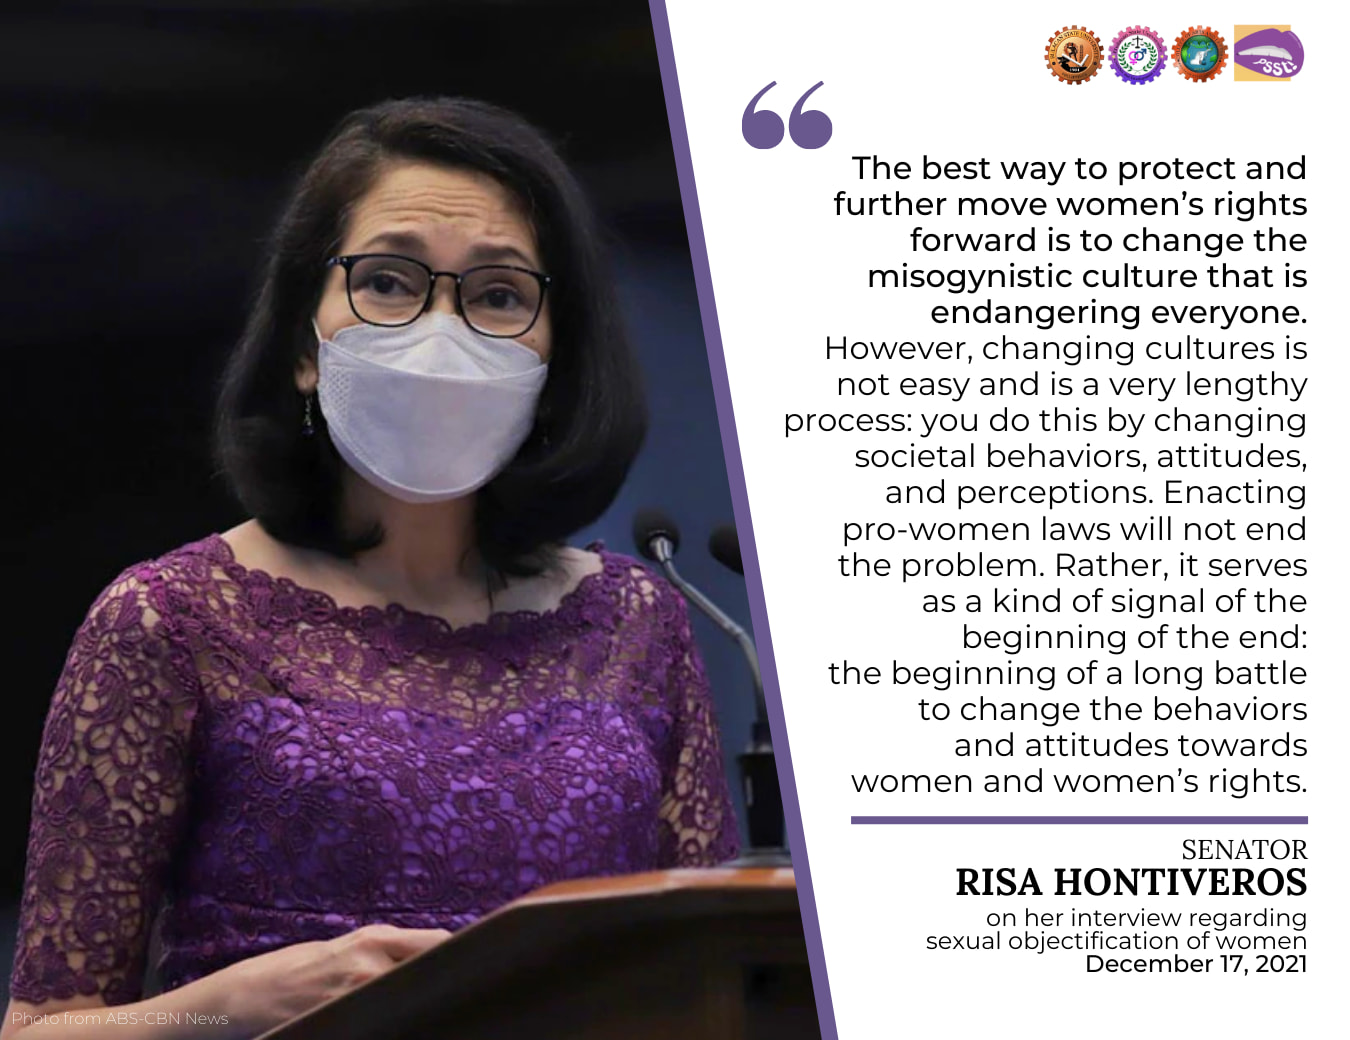 PSST!
“
The best way to protect and
further move women’s rights
forward is to change the
misogynistic culture that is
endangering everyone.
However, changing cultures is
not easy and is a very lengthy
process: you do this by changing
societal behaviors, attitudes,
and perceptions. Enacting
pro-women laws will not end
the problem. Rather, it serves
as a kind of signal of the
beginning of the end:
the beginning of a long battle
to change the behaviors
and attitudes towards
women and women’s rights.
SENATOR
RISA HONTIVEROS
on her interview regarding
sexual objectification of women
December 17, 2021
Photo from ABS-CBN News